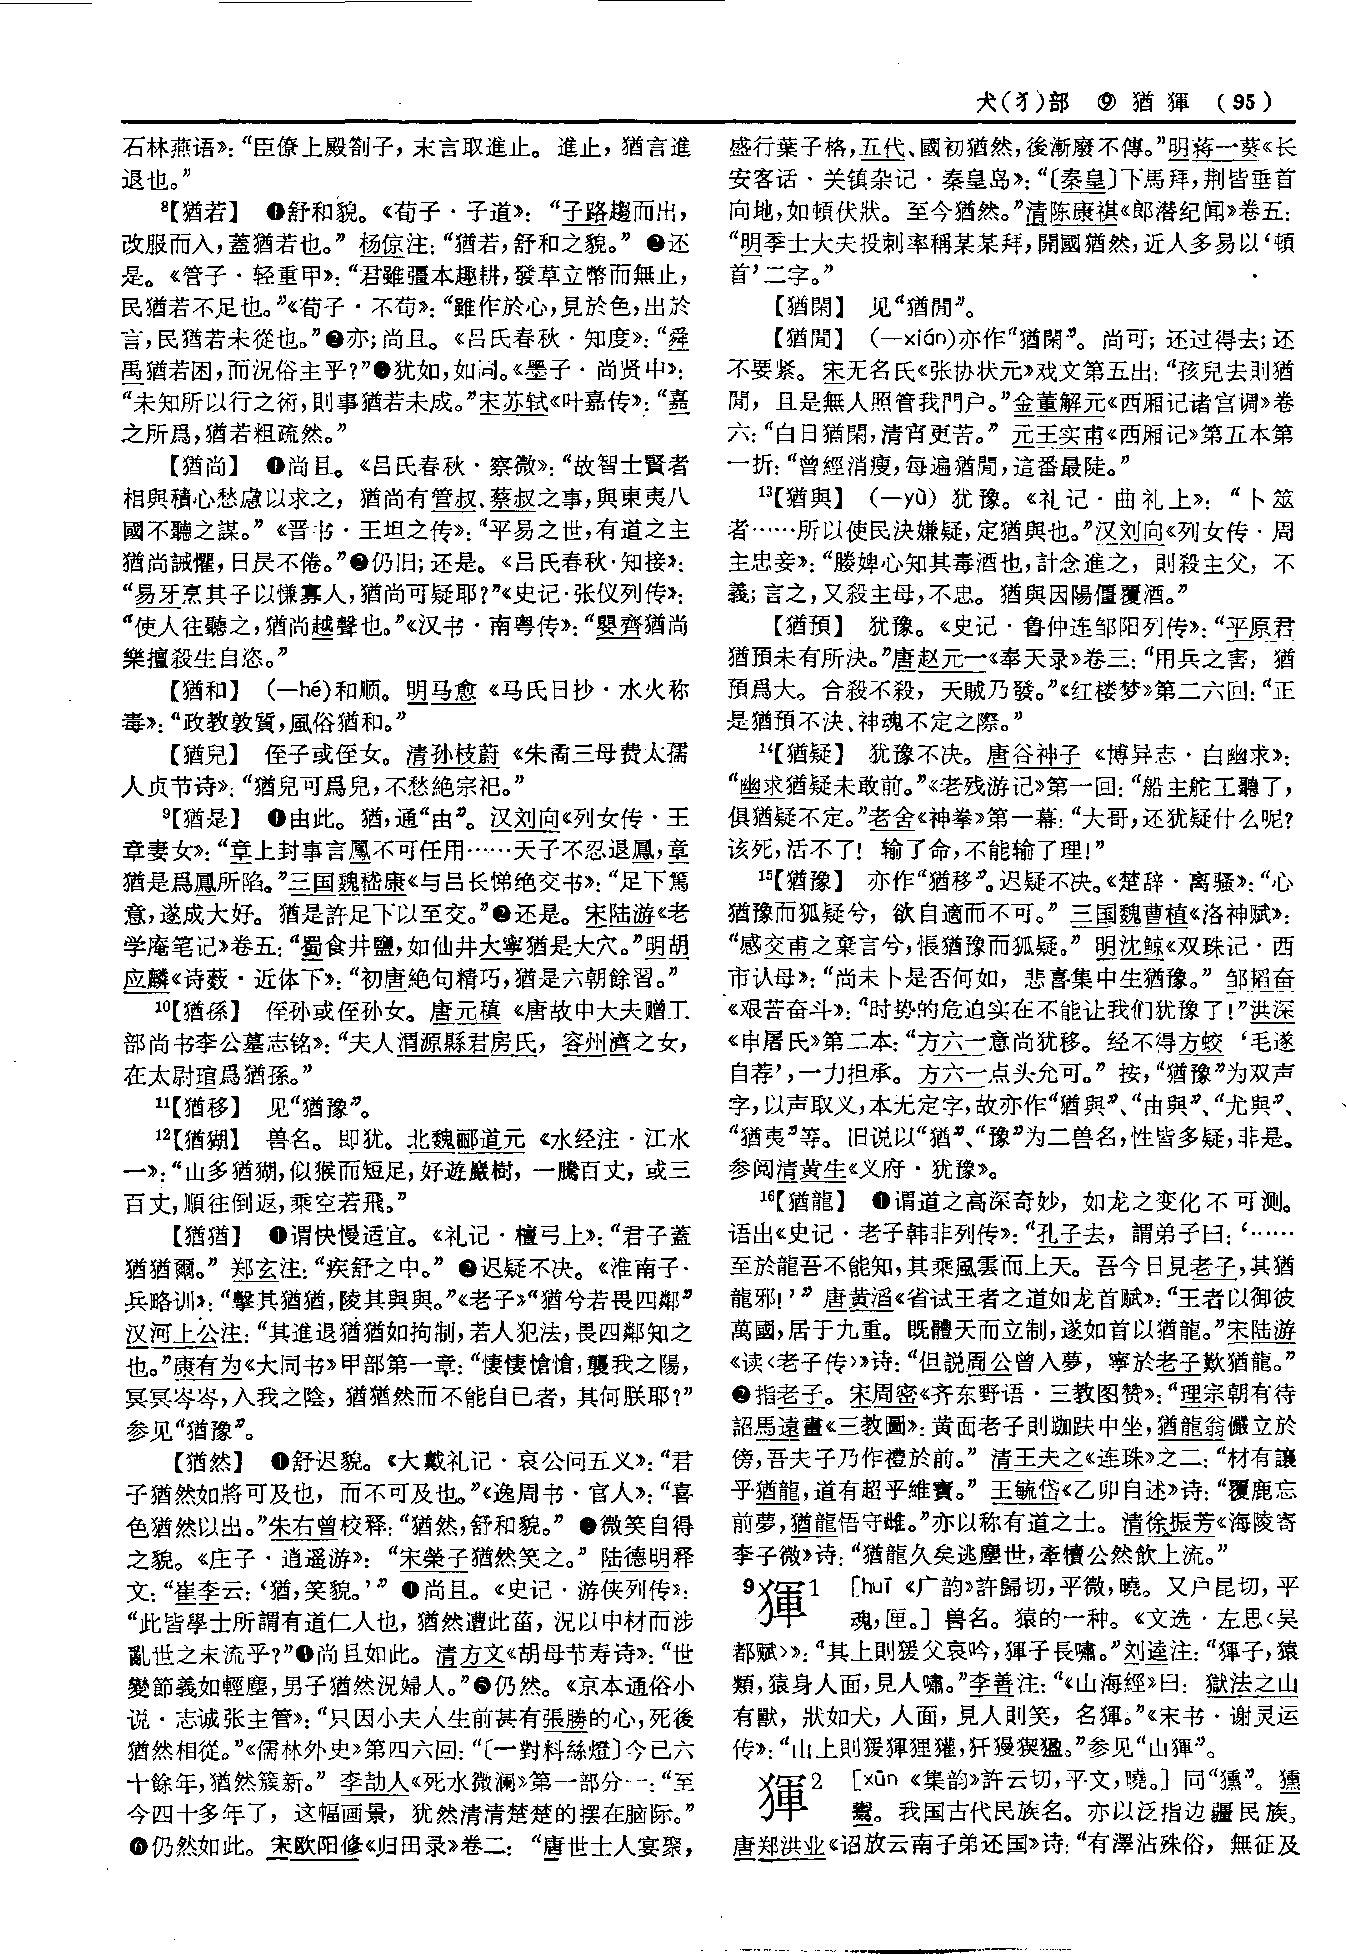 犬(犭)部 ⑨ 猶 獋 (95)
石林燕语》：“臣僚上殿劄子，末言取進止。進止，猶言進
退也。”
8【猶若】 ❶舒和貌。《荀子·子道》：“子路趨而出，
改服而入，蓋猶若也。”杨倞注：“猶若，舒和之貌。”❷还
是。《管子·轻重甲》：“君雖彊本趣耕，發草立幣而無止，
民猶若不足也。”《荀子·不苟》：“雖作於心，見於色，出於
言，民猶若未從也。”❸亦；尚且。《吕氏春秋·知度》：“舜
禹猶若困，而況俗主乎？”❹犹如，如同。《墨子·尚贤中》：
“未知所以行之術，則事猶若未成。”宋苏轼《叶嘉传》：“嘉
之所爲，猶若粗疏然。”
【猶尚】 ❶尚且。《吕氏春秋·察微》：“故智士賢者
相與積心愁慮以求之，猶尚有管叔、蔡叔之事，與東夷八
國不聽之謀。”《晋书·王坦之传》：“平易之世，有道之主
猶尚誡懼，日昃不倦。”❷仍旧；还是。《吕氏春秋·知接》：
“易牙烹其子以慊寡人，猶尚可疑耶？”《史记·张仪列传》：
“使人往聽之，猶尚越聲也。”《汉书·南粤传》：“嬰齊猶尚
樂擅殺生自恣。”
【猶和】 (—hé)和顺。明马愈《马氏日抄·水火称
毒》：“政教敦質，風俗猶和。”
【猶兒】 侄子或侄女。清孙枝蔚《朱裔三母费太孺
人贞节诗》：“猶兒可爲兒，不愁絶宗祀。”
9【猶是】 ❶由此。猶，通“由”。汉刘向《列女传·王
章妻女》：“章上封事言鳳不可任用……天子不忍退鳳，章
猶是爲鳳所陷。”三国魏嵇康《与吕长悌绝交书》：“足下篤
意，遂成大好。猶是許足下以至交。”❷还是。宋陆游《老
学庵笔记》卷五：“蜀食井鹽，如仙井大寧猶是大穴。”明胡
应麟《诗薮·近体下》：“初唐絶句精巧，猶是六朝餘習。”
10【猶孫】 侄孙或侄孙女。唐元稹《唐故中大夫赠工
部尚书李公墓志铭》：“夫人渭源縣君房氏，容州濟之女，
在太尉琯爲猶孫。”
11【猶移】 见“猶豫”。
12【猶猢】 兽名。即犹。北魏郦道元《水经注·江水
一》：“山多猶猢，似猴而短足，好遊巖樹，一騰百丈，或三
百丈，順往倒返，乘空若飛。”
【猶猶】 ❶谓快慢适宜。《礼记·檀弓上》：“君子蓋
猶猶爾。”郑玄注：“疾舒之中。”❷迟疑不决。《淮南子·
兵略训》：“擊其猶猶，陵其與與。”《老子》“猶兮若畏四鄰”
汉河上公注：“其進退猶猶如拘制，若人犯法，畏四鄰知之
也。”康有为《大同书》甲部第一章：“悽悽愴愴，襲我之陽，
冥冥岑岑，入我之陰，猶猶然而不能自已者，其何朕耶？”
参见“猶豫”。
【猶然】 ❶舒迟貌。《大戴礼记·哀公问五义》：“君
子猶然如將可及也，而不可及也。”《逸周书·官人》：“喜
色猶然以出。”朱右曾校释：“猶然，舒和貌。”❷微笑自得
之貌。《庄子·逍遥游》：“宋榮子猶然笑之。”陆德明释
文：“崔李云：‘猶，笑貌。’”❸尚且。《史记·游侠列传》：
“此皆學士所謂有道仁人也，猶然遭此菑，況以中材而涉
亂世之末流乎？”❹尚且如此。清方文《胡母节寿诗》：“世
變節義如輕塵，男子猶然況婦人。”❺仍然。《京本通俗小
说·志诚张主管》：“只因小夫人生前甚有張勝的心，死後
猶然相從。”《儒林外史》第四六回：“〔一對料絲燈〕今已六
十餘年，猶然簇新。”李劼人《死水微澜》第一部分一：“至
今四十多年了，这幅画景，犹然清清楚楚的摆在脑际。”
❻仍然如此。宋欧阳修《归田录》卷二：“唐世士人宴聚，
盛行葉子格，五代、國初猶然，後漸廢不傳。”明蒋一葵《长
安客话·关镇杂记·秦皇岛》：“〔秦皇〕下馬拜，荆皆垂首
向地，如頓伏狀。至今猶然。”清陈康祺《郎潜纪闻》卷五：
“明季士大夫投刺率稱某某拜，開國猶然，近人多易以‘頓
首’二字。”
【猶閑】 见“猶閒”。
【猶閒】 (—xián)亦作“猶閑”。尚可；还过得去；还
不要紧。宋无名氏《张协状元》戏文第五出：“孩兒去則猶
閒，且是無人照管我門户。”金董解元《西厢记诸宫调》卷
六：“白日猶閑，清宵更苦。”元王实甫《西厢记》第五本第
一折：“曾經消瘦，每遍猶閒，這番最陡。”
13【猶與】 (—yù) 犹豫。《礼记·曲礼上》：“卜筮
者……所以使民決嫌疑，定猶與也。”汉刘向《列女传·周
主忠妾》：“媵婢心知其毒酒也，計念進之，則殺主父，不
義；言之，又殺主母，不忠。猶與因陽僵覆酒。”
【猶預】 犹豫。《史记·鲁仲连邹阳列传》：“平原君
猶預未有所決。”唐赵元一《奉天录》卷三：“用兵之害，猶
預爲大。合殺不殺，天賊乃發。”《红楼梦》第二六回：“正
是猶預不決、神魂不定之際。”
14【猶疑】 犹豫不决。唐谷神子《博异志·白幽求》：
“幽求猶疑未敢前。”《老残游记》第一回：“船主舵工聽了，
俱猶疑不定。”老舍《神拳》第一幕：“大哥，还犹疑什么呢？
该死，活不了！输了命，不能输了理！”
15【猶豫】 亦作“猶移”。迟疑不决。《楚辞·离骚》：“心
猶豫而狐疑兮，欲自適而不可。”三国魏曹植《洛神赋》：
“感交甫之棄言兮，悵猶豫而狐疑。”明沈鲸《双珠记·西
市认母》：“尚未卜是否何如，悲喜集中生猶豫。”邹韬奋
《艰苦奋斗》：“时势的危迫实在不能让我们犹豫了！”洪深
《申屠氏》第二本：“方六一意尚犹移。经不得方蛟‘毛遂
自荐’，一力担承。方六一点头允可。”按，“猶豫”为双声
字，以声取义，本无定字，故亦作“猶與”、“由與”、“尤與”、
“猶夷”等。旧说以“猶”、“豫”为二兽名，性皆多疑，非是。
参阅清黄生《义府·犹豫》。
16【猶龍】 ❶谓道之高深奇妙，如龙之变化不可测。
语出《史记·老子韩非列传》：“孔子去，謂弟子曰：‘……
至於龍吾不能知，其乘風雲而上天。吾今日見老子，其猶
龍邪！’”唐黄滔《省试王者之道如龙首赋》：“王者以御彼
萬國，居于九重。既體天而立制，遂如首以猶龍。”宋陆游
《读〈老子传〉》诗：“但説周公曾入夢，寧於老子歎猶龍。”
❷指老子。宋周密《齐东野语·三教图赞》：“理宗朝有待
詔馬遠畫《三教圖》：黄面老子則跏趺中坐，猶龍翁儼立於
傍，吾夫子乃作禮於前。”清王夫之《连珠》之二：“材有讓
乎猶龍，道有超乎維寶。”王毓岱《乙卯自述》诗：“覆鹿忘
前夢，猶龍悟守雌。”亦以称有道之士。清徐振芳《海陵寄
李子微》诗：“猶龍久矣逃塵世，牽犢公然飲上流。”
9獋1 〔huī 《广韵》許歸切，平微，曉。又户昆切，平
魂，匣。〕兽名。猿的一种。《文选·左思〈吴
都赋〉》：“其上則猨父哀吟，獋子長嘯。”刘逵注：“獋子，猿
類，猿身人面，見人嘯。”李善注：“《山海經》曰：獄法之山
有獸，狀如犬，人面，見人則笑，名獋。”《宋书·谢灵运
传》：“山上則猨獋狸獾，犴獌猰㺄。”参见“山獋”。
獋2 〔xūn 《集韵》許云切，平文，曉。〕同“獯”。獯
鬻。我国古代民族名。亦以泛指边疆民族。
唐郑洪业《诏放云南子弟还国》诗：“有澤沾殊俗，無征及